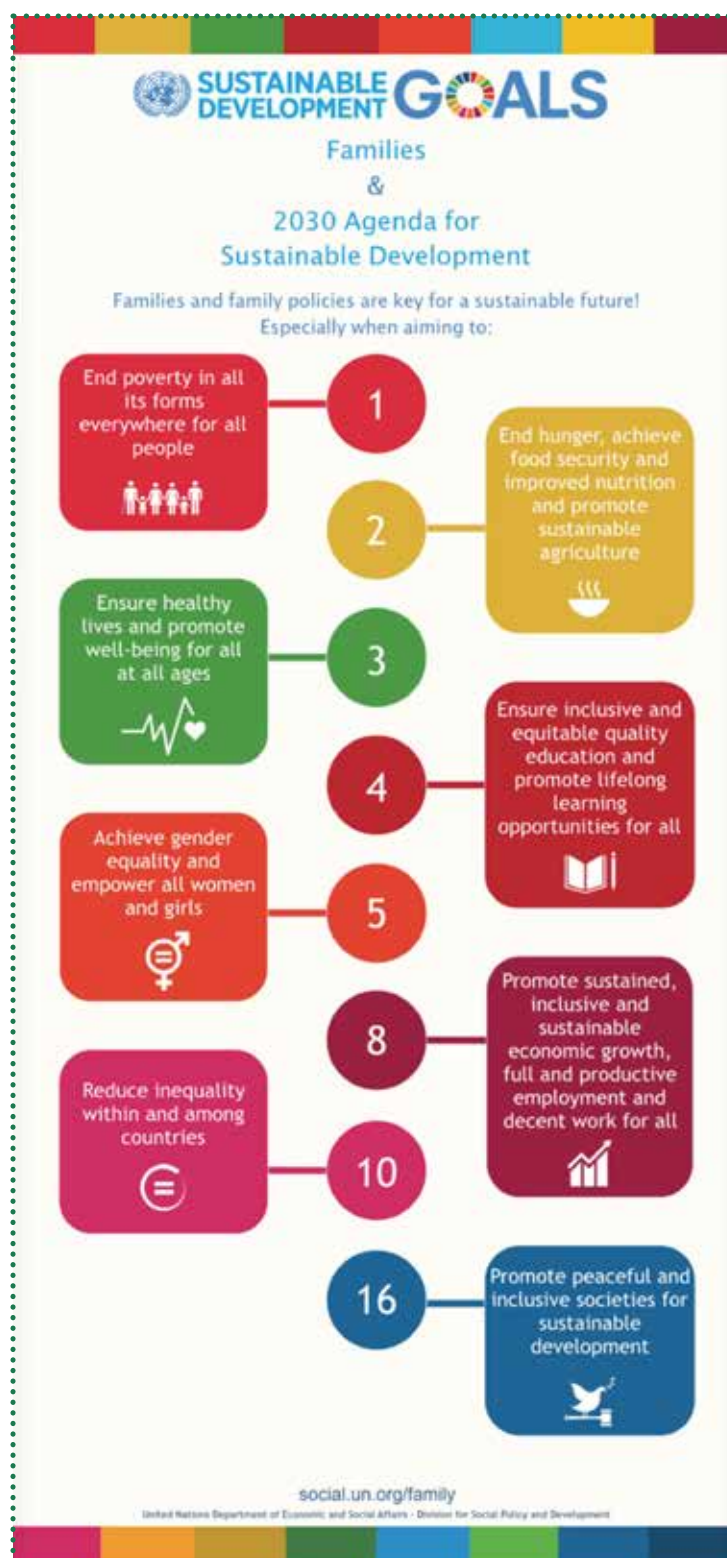 SUSTAINABLE
DEVELOPMENT GOALS
Families
&
2030 Agenda for
Sustainable Development
Families and family policies are key for a sustainable future!
Especially when aiming to:
End poverty in all
its forms
everywhere for all
people
1
End hunger, achieve
food security and
improved nutrition
and promote
sustainable
agriculture
2
Ensure healthy
lives and promote
well-being for all
at all ages
3
Ensure inclusive and
equitable quality
education and
promote lifelong
learning
opportunities for all
4
Achieve gender
equality and
empower all women
and girls
5
Promote sustained,
inclusive and
sustainable
economic growth,
full and productive
employment and
decent work for all
8
Reduce inequality
within and among
countries
10
Promote peaceful and
inclusive societies for
sustainable
development
16
social.un.org/family
United Nations Department of Economic and Social Affairs - Division for Social Policy and Development